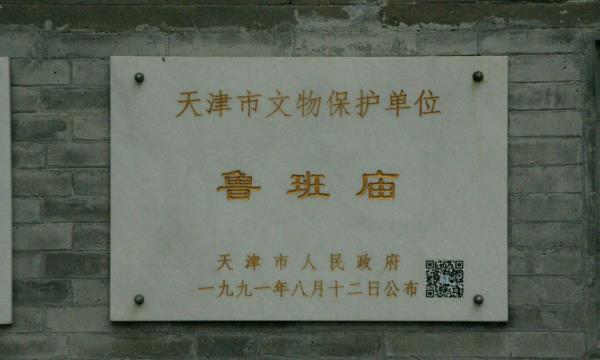 天津市文物保护单位
鲁班庙
天津市人民政府
一九九一年八月十二日公布